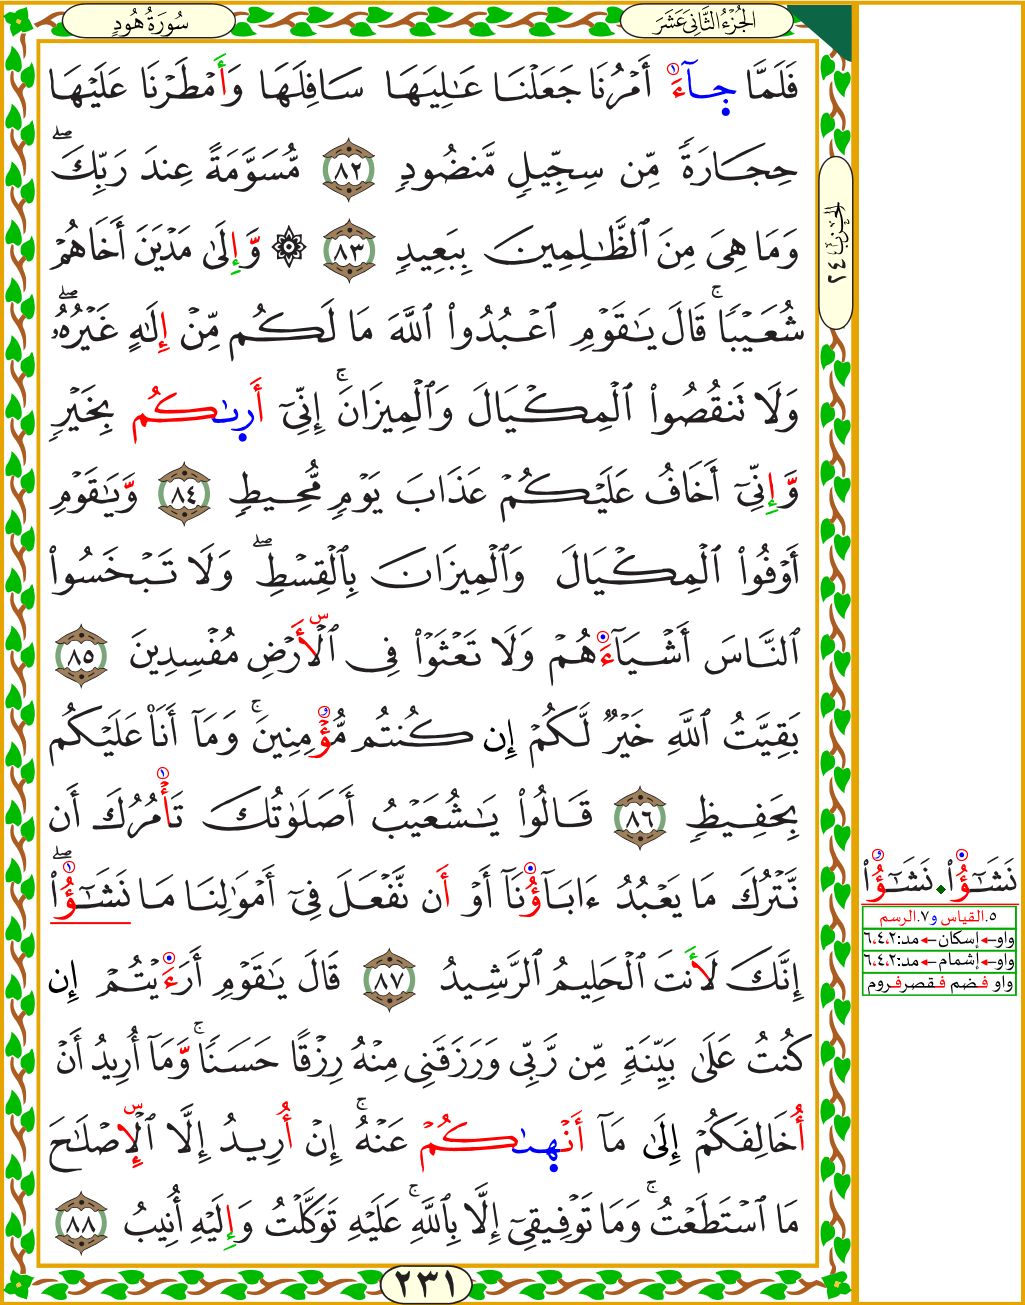 الجُزْءُ الثَّانِىَ عَشَرَ
سُورَةُ هُودٍ
فَلَمَّا جِآءَ أَمْرُنَا جَعَلْنَا عَـٰلِيَهَا سَافِلَهَا وَأَمْطَرْنَا عَلَيْهَا
حِجَارَةً مِّن سِجِّيلٍ مَّنضُودٍ ٨٢ مُّسَوَّمَةً عِندَ رَبِّكَ ۖ
وَمَا هِىَ مِنَ ٱلظَّـٰلِمِينَ بِبَعِيدٍ ٨٣ ۞ وَّإِلَىٰ مَدْيَنَ أَخَاهُمْ
شُعَيْبًا ۚ قَالَ يَـٰقَوْمِ ٱعْبُدُوا۟ ٱللَّهَ مَا لَكُم مِّنْ إِلَـٰهٍ غَيْرُهُۥ ۖ
وَلَا تَنقُصُوا۟ ٱلْمِكْيَالَ وَٱلْمِيزَانَ ۚ إِنِّىٓ أَرِىٰكُم بِخَيْرٍ
وَّإِنِّىٓ أَخَافُ عَلَيْكُمْ عَذَابَ يَوْمٍ مُّحِيطٍ ٨٤ وَّيَـٰقَوْمِ
أَوْفُوا۟ ٱلْمِكْيَالَ وَٱلْمِيزَانَ بِٱلْقِسْطِ ۖ وَلَا تَبْخَسُوا۟
ٱلنَّاسَ أَشْيَآءَهُمْ وَلَا تَعْثَوْا۟ فِى ٱلْأَرْضِ مُفْسِدِينَ ٨٥
بَقِيَّتُ ٱللَّهِ خَيْرٌ لَّكُمْ إِن كُنتُم مُّؤْمِنِينَ ۚ وَمَآ أَنَا۠ عَلَيْكُم
بِحَفِيظٍ ٨٦ قَالُوا۟ يَـٰشُعَيْبُ أَصَلَوٰتُكَ تَأْمُرُكَ أَن
نَّتْرُكَ مَا يَعْبُدُ ءَابَآؤُنَآ أَوْ أَن نَّفْعَلَ فِىٓ أَمْوَٰلِنَا مَا نَشَـٰٓؤُا۟ ۖ
إِنَّكَ لَأَنتَ ٱلْحَلِيمُ ٱلرَّشِيدُ ٨٧ قَالَ يَـٰقَوْمِ أَرَءَيْتُمْ إِن
كُنتُ عَلَىٰ بَيِّنَةٍ مِّن رَّبِّى وَرَزَقَنِى مِنْهُ رِزْقًا حَسَنًا ۚ وَّمَآ أُرِيدُ أَنْ
أُخَالِفَكُمْ إِلَىٰ مَآ أَنْهِىٰكُمْ عَنْهُ ۚ إِنْ أُرِيدُ إِلَّا ٱلْإِصْلَـٰحَ
مَا ٱسْتَطَعْتُ ۚ وَمَا تَوْفِيقِىٓ إِلَّا بِٱللَّهِ ۚ عَلَيْهِ تَوَكَّلْتُ وَإِلَيْهِ أُنِيبُ ٨٨
٢٣١
الحزب ٢٤
نَشَـٰٓؤُا۟ . نَشَـٰٓؤُا۟
٥.القياس و٧.الرسم
واو←إسكان←مد:٦،٤،٢
واو←إشمام←مد:٦،٤،٢
واو فـضم فـقصرفـروم